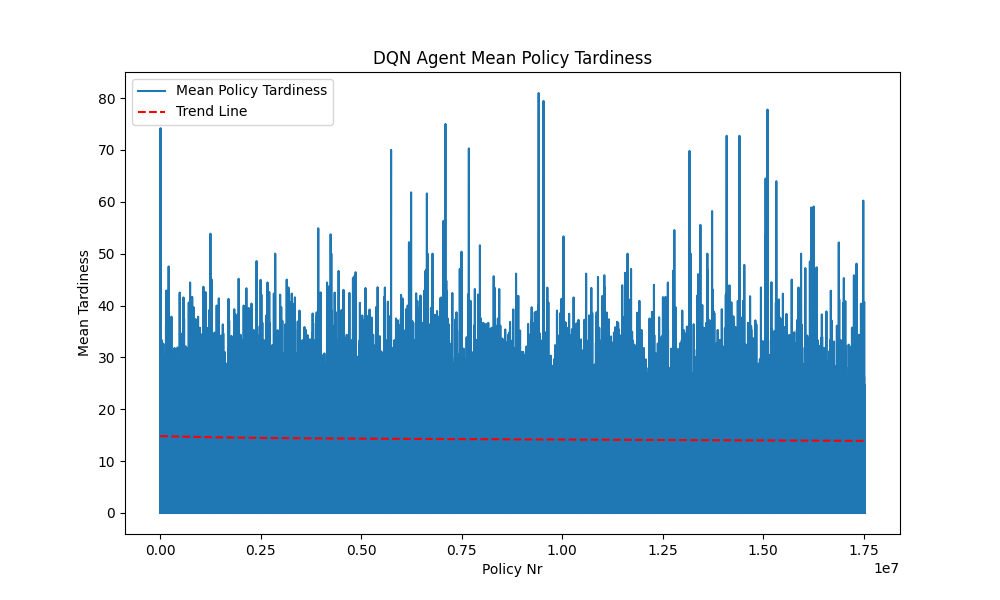 DQN Agent Mean Policy Tardiness
Mean Policy Tardiness
Trend Line
Mean Tardiness
80
70
60
50
40
30
20
10
0
0.00 0.25 0.50 0.75 1.00 1.25 1.50 1.75
1e7
Policy Nr